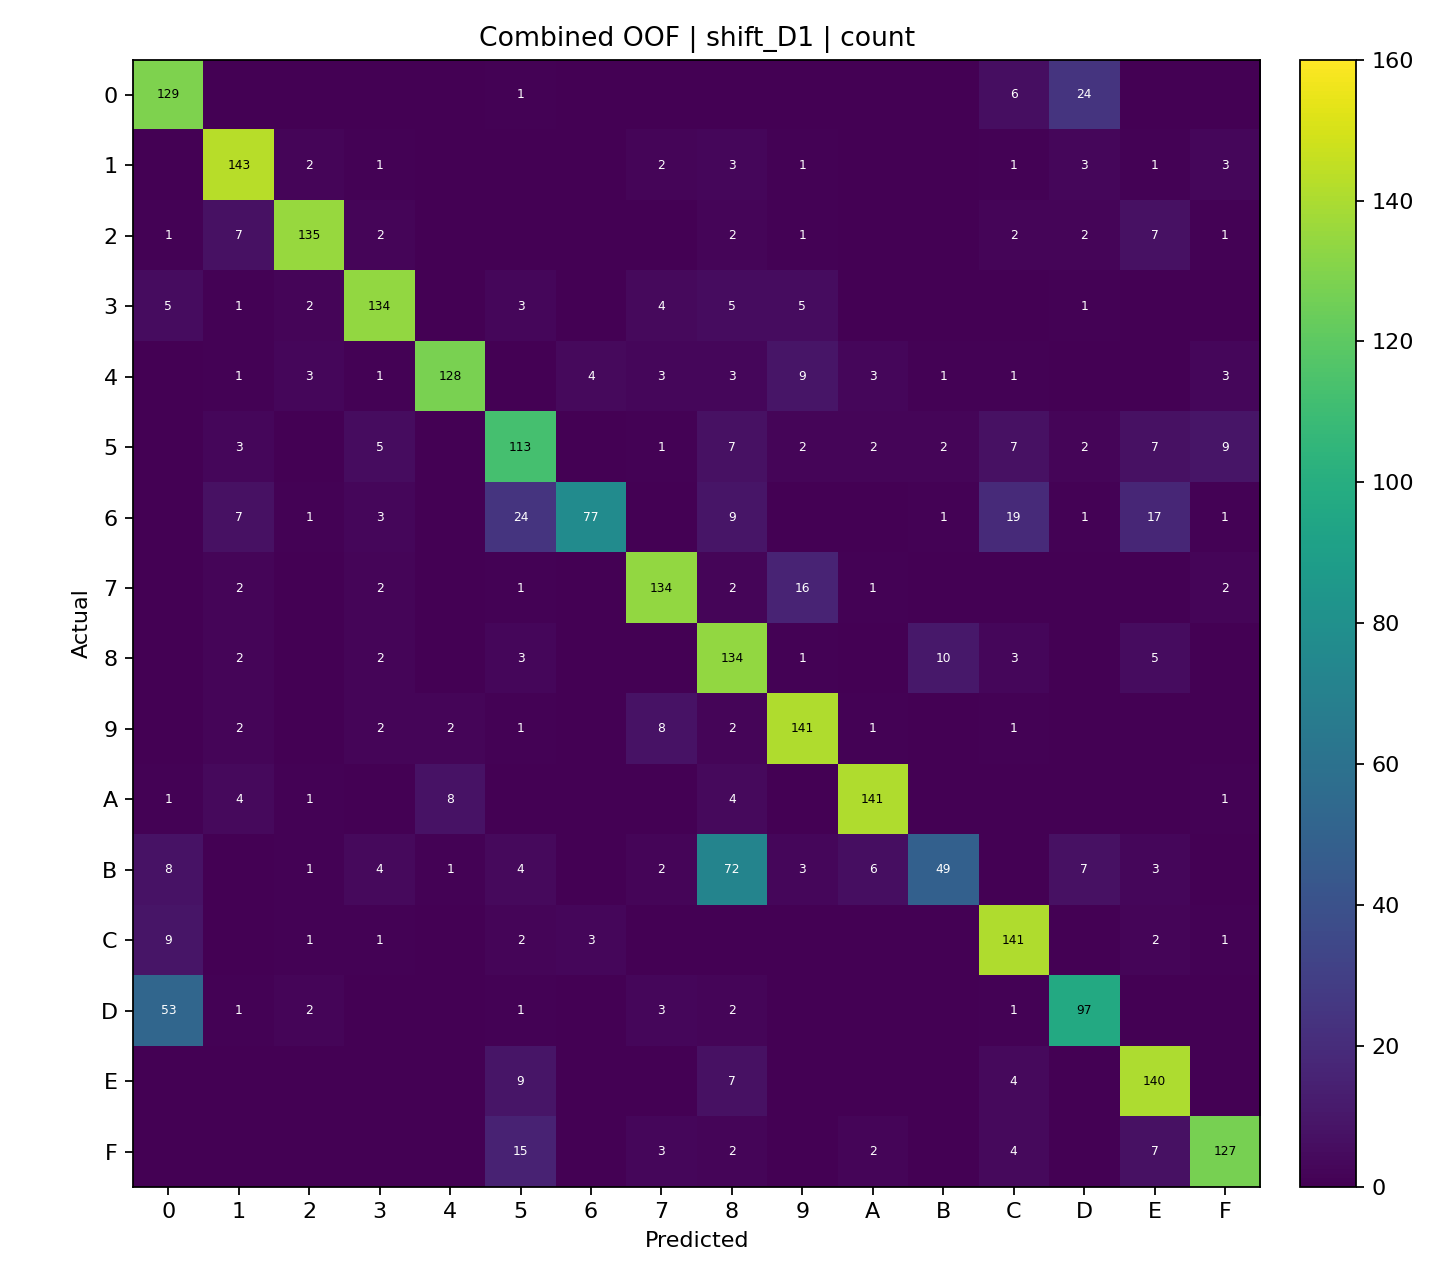 Combined OOF | shift_D1 | count
0 129 1 6 24
1 143 2 1 2 3 1 1 3 1 3
2 1 7 135 2 2 1 2 2 7 1
3 5 1 2 134 3 4 5 5 1
4 1 3 1 128 4 3 3 9 3 1 1 3
5 3 5 113 1 7 2 2 2 7 2 7 9
6 7 1 3 24 77 9 1 19 1 17 1
7 2 2 1 134 2 16 1 2
8 2 2 3 134 1 10 3 5
9 2 2 2 1 8 2 141 1 1
A 1 4 1 8 4 141 1
B 8 1 4 1 4 2 72 3 6 49 7 3
C 9 1 1 2 3 141 2 1
D 53 1 2 1 3 2 1 97
E 9 7 4 140
F 15 3 2 2 4 7 127
0 1 2 3 4 5 6 7 8 9 A B C D E F
Predicted
Actual
160
140
120
100
80
60
40
20
0